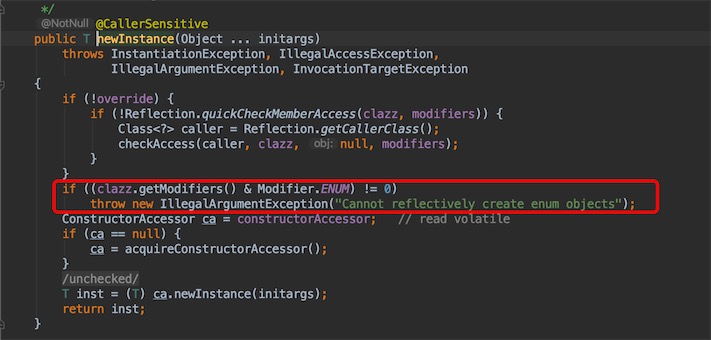 */
@NotNull @CallerSensitive
public T newInstance(Object ... initargs)
throws InstantiationException, IllegalAccessException,
IllegalArgumentException, InvocationTargetException
{
if (!override) {
if (!Reflection.quickCheckMemberAccess(clazz, modifiers)) {
Class<?> caller = Reflection.getCallerClass();
checkAccess(caller, clazz, obj: null, modifiers);
}
}
if ((clazz.getModifiers() & Modifier.ENUM) != 0)
throw new IllegalArgumentException("Cannot reflectively create enum objects");
ConstructorAccessor ca = constructorAccessor;   // read volatile
if (ca == null) {
ca = acquireConstructorAccessor();
}
/unchecked/
T inst = (T) ca.newInstance(initargs);
return inst;
}